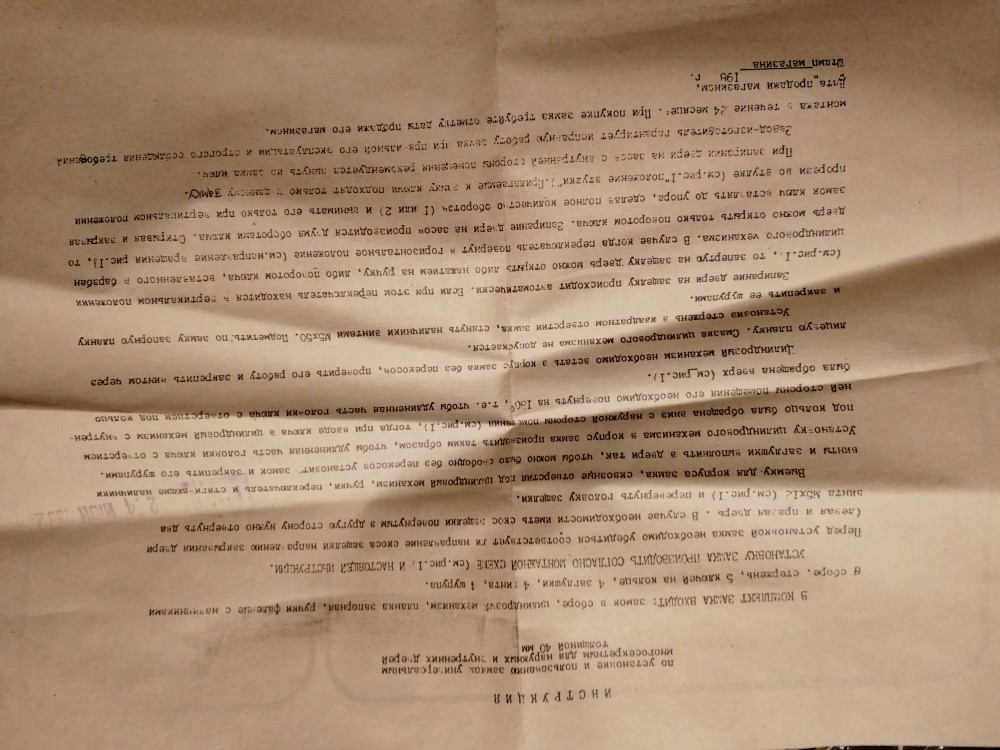 ИНСТРУКЦИЯ
по установке и пользованию замком универсальным
многосекретным для наружных и внутренних дверей
толщиной 40 мм
В КОМПЛЕКТ ЗАМКА ВХОДИТ: замок в сборе, цилиндровый механизм, планка запорная, ручки фалевые с наличниками
в сборе, стержень, 5 ключей на кольце, 4 заглушки, 4 винта, 4 шурупа.
УСТАНОВКУ ЗАМКА ПРОИЗВОДИТЬ СОГЛАСНО МОНТАЖНОЙ СХЕМЕ (см.рис.1) И НАСТОЯЩЕЙ ИНСТРУКЦИИ.
Перед установкой замка необходимо убедиться соответствует ли направление скоса защелки направлению закрывания двери
(левая и правая дверь). В случае необходимости иметь скос защелки повернутым в другую сторону нужно отвернуть два
винта М5х12 (см.рис.1) и перевернуть головку защелки.
Выемку для корпуса замка, сквозные отверстия под цилиндровый механизм, ручки, переключатель и стягивающие наличники
винты и заглушки выполнить в двери так, чтобы можно было свободно без перекосов установить замок и закрепить его шурупами.
Установку цилиндрового механизма в корпус замка производить таким образом, чтобы удлиненная часть головки ключа с отверстием
под кольцо была обращена вниз с наружной стороны помещения (см.рис.1), тогда при вводе ключа в цилиндровый механизм с внутрен-
ней стороны помещения его необходимо повернуть на 180°, т.е. чтобы удлиненная часть головки ключа с отверстием под кольцо
была обращена вверх (см.рис.1).
Цилиндровый механизм необходимо встать в корпус замка без перекосов, проверить его работу и закрепить винтом через
лицевую планку. Смазка цилиндрового механизма не допускается.
Установив стержень в квадратном отверстии замка, стянуть наличники винтами М5х50. Подметить по замку запорную планку
и закрепить ее шурупами.
Запирание двери на защелку происходит автоматически. Если при этом переключатель находится в вертикальном положении
(см.рис.1), то запертую на защелку дверь можно открыть либо нажатием на ручку, либо поворотом ключа, вставленного в барабан
цилиндрового механизма. В случае когда переключатель повернут в горизонтальное положение (см.направление вращения рис.1), то
дверь можно открыть только поворотом ключа. Запирание двери на засов производится двумя оборотами ключа. Открывая и закрывая
замок ключ вставлять до упора, сделав полное количество оборотов (1 или 2) и вынимать его только при вертикальном положении
прорези во втулке (см.рис.1"положение втулки").Прилагаемые к замку ключи подходят только к данному замку.
При запирании двери на засов с внутренней стороны помещения рекомендуется вынуть из замка ключ.
Завод-изготовитель гарантирует исправную работу замка при правильной его эксплуатации и строгого соблюдения требований
монтажа в течение 24 месяцев. При покупке замка требуйте отметку даты продажи его магазином.
Дата продажи магазином,
" " 198 г.
Штамп магазина